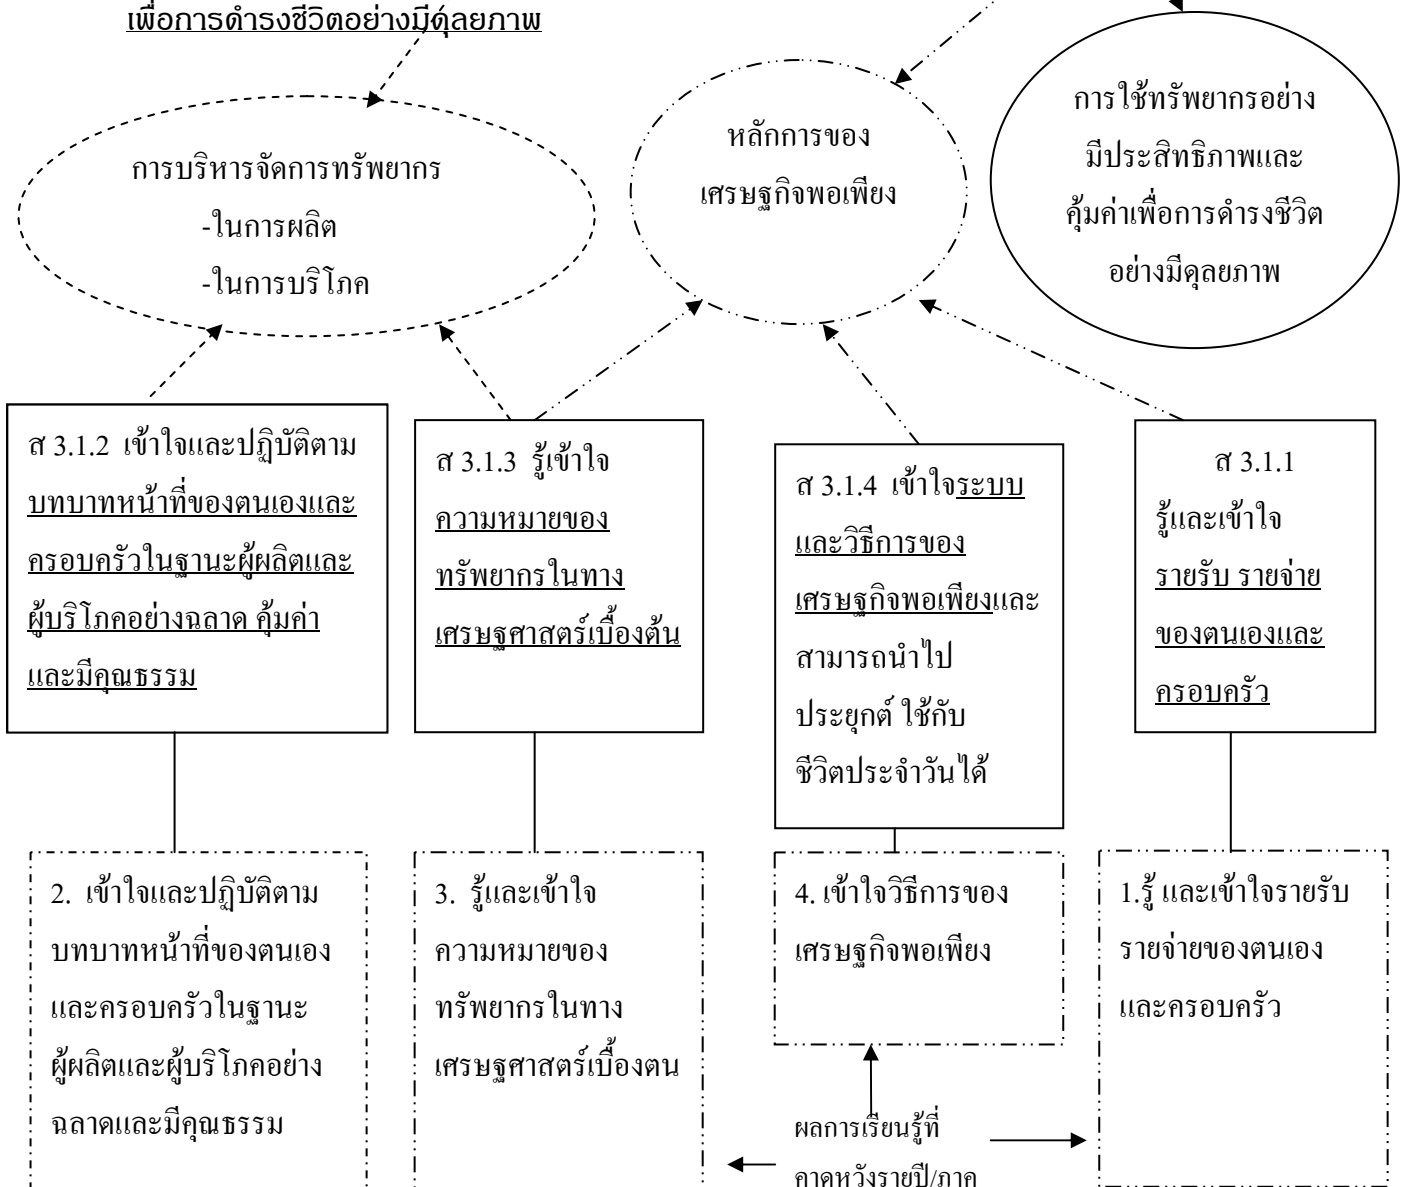 เพื่อการดำรงชีวิตอย่างมีดุลยภาพ
การบริหารจัดการทรัพยากร
-ในการผลิต
-ในการบริโภค
หลักการของ
เศรษฐกิจพอเพียง
การใช้ทรัพยากรอย่าง
มีประสิทธิภาพและ
คุ้มค่าเพื่อการดำรงชีวิต
อย่างมีดุลยภาพ
ส 3.1.2 เข้าใจและปฏิบัติตาม
บทบาทหน้าที่ของตนเองและ
ครอบครัวในฐานะผู้ผลิตและ
ผู้บริโภคอย่างฉลาด คุ้มค่า
และมีคุณธรรม
ส 3.1.3 รู้เข้าใจ
ความหมายของ
ทรัพยากรในทาง
เศรษฐศาสตร์เบื้องต้น
ส 3.1.4 เข้าใจระบบ
และวิธีการของ
เศรษฐกิจพอเพียงและ
สามารถนำไป
ประยุกต์ ใช้กับ
ชีวิตประจำวันได้
ส 3.1.1
รู้และเข้าใจ
รายรับ รายจ่าย
ของตนเองและ
ครอบครัว
2. เข้าใจและปฏิบัติตาม
บทบาทหน้าที่ของตนเอง
และครอบครัวในฐานะ
ผู้ผลิตและผู้บริโภคอย่าง
ฉลาดและมีคุณธรรม
3. รู้และเข้าใจ
ความหมายของ
ทรัพยากรในทาง
เศรษฐศาสตร์เบื้องตน
4. เข้าใจวิธีการของ
เศรษฐกิจพอเพียง
1.รู้ และเข้าใจรายรับ
รายจ่ายของตนเอง
และครอบครัว
ผลการเรียนรู้ที่
คาดหวังรายปี/ภาค